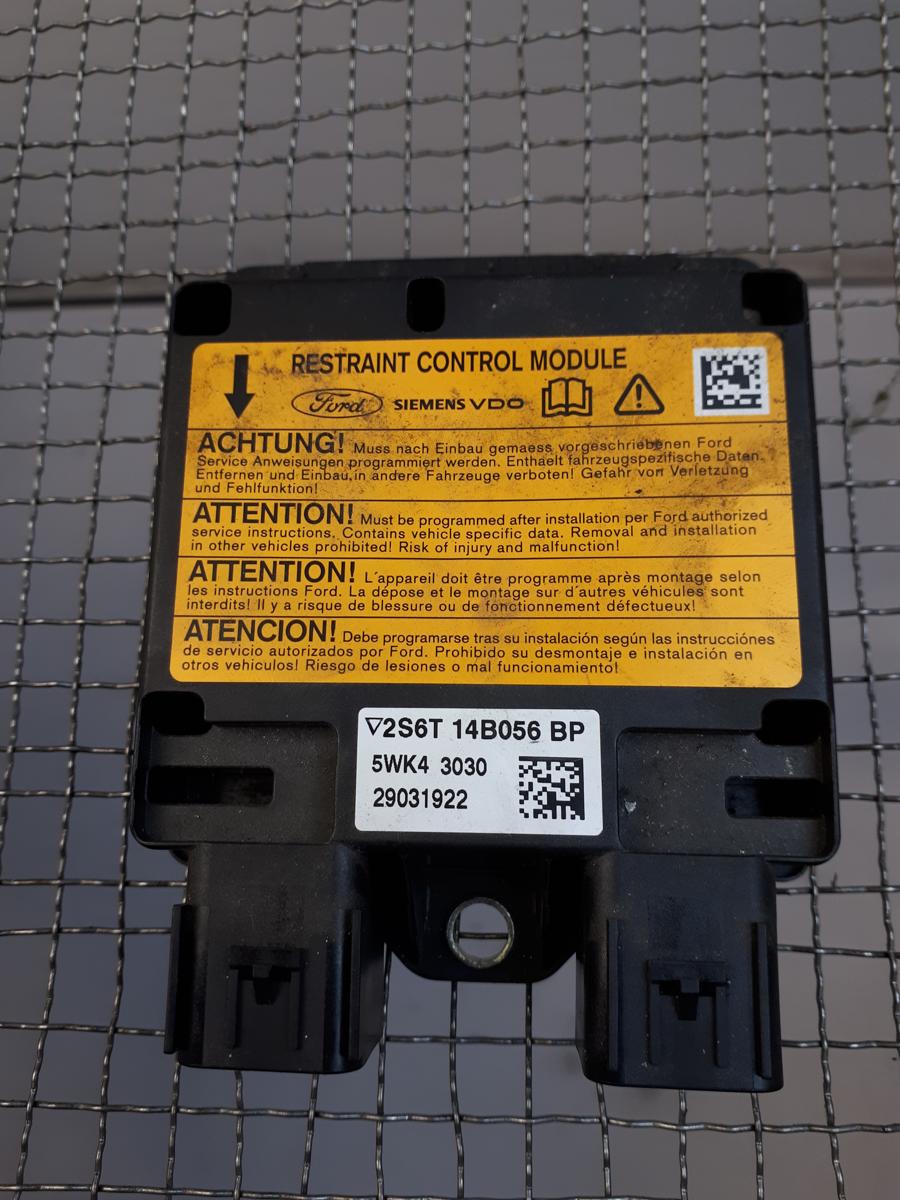 RESTRAINT CONTROL MODULE
Ford SIEMENS VDO
ACHTUNG! Muss nach Einbau gemaess vorgeschriebenen Ford
Service Anweisungen programmiert werden. Enthaelt fahrzeugspezifische Daten.
Entfernen und Einbau,in andere Fahrzeuge verboten! Gefahr von Verletzung
und Fehlfunktion!
ATTENTION! Must be programmed after installation per Ford authorized
service instructions. Contains vehicle specific data. Removal and installation
in other vehicles prohibited! Risk of injury and malfunction!
ATTENTION! L´appareil doit être programme après montage selon
les instructions Ford. La dépose et le montage sur d´autres véhicules sont
interdits! Il y a risque de blessure ou de fonctionnement défectueux!
ATENCION! Debe programarse tras su instalación según las instrucciónes
de servicio autorizados por Ford. Prohibido su desmontaje e instalación en
otros vehiculos! Riesgo de lesiones o mal funcionamiento!
▽2S6T 14B056 BP
5WK4 3030
29031922